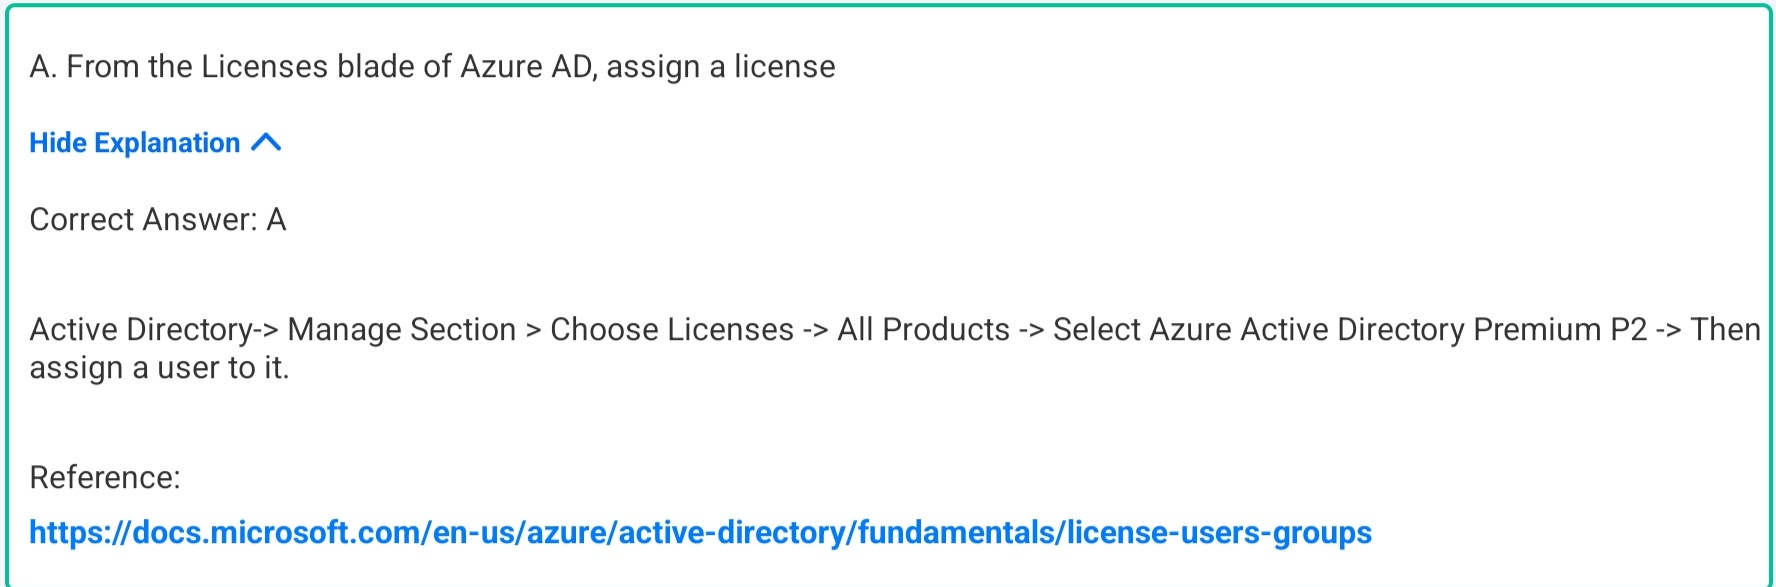 A. From the Licenses blade of Azure AD, assign a license
Hide Explanation
Correct Answer: A
Active Directory-> Manage Section > Choose Licenses -> All Products -> Select Azure Active Directory Premium P2 -> Then
assign a user to it.
Reference:
https://docs.microsoft.com/en-us/azure/active-directory/fundamentals/license-users-groups